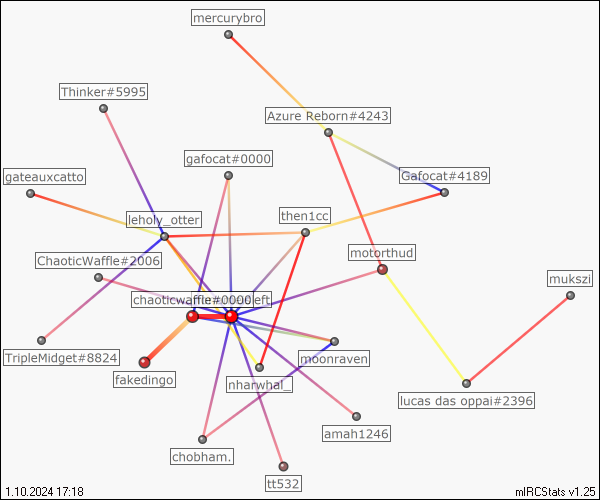 mercurybro
Thinker#5995
Azure Reborn#4243
gafocat#0000
gateauxcatto
Gafocat#4189
leholy_otter
then1cc
ChaoticWaffle#2006
motorthud
mukszi
chaoticwaffle#0000
eft
moonraven
TripleMidget#8824
fakedingo
nharwhal_
lucas das oppai#2396
amah1246
chobham.
tt532
1.10.2024 17:18
mIRCStats v1.25